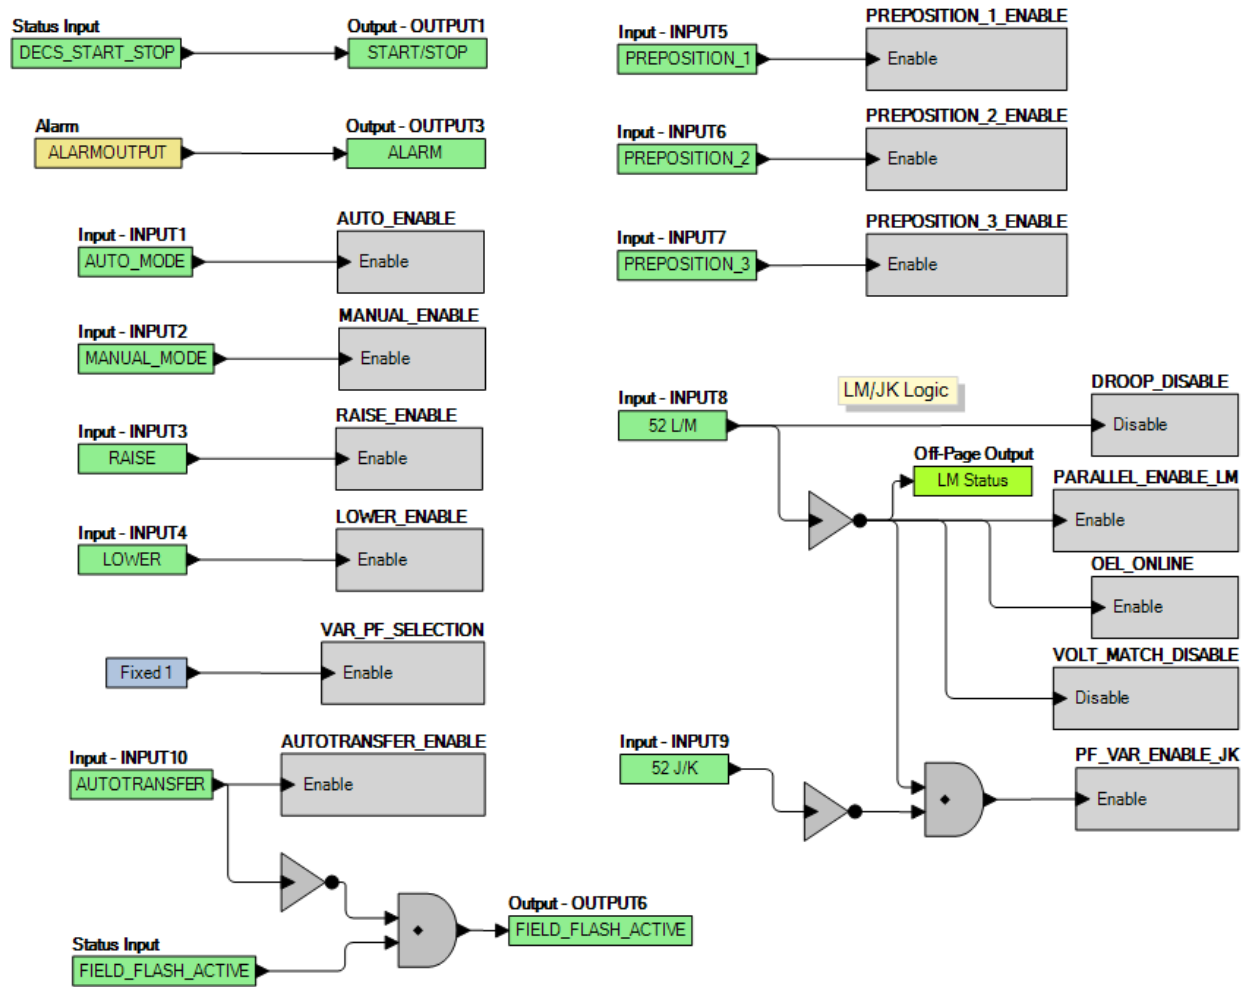 Status Input
DECS_START_STOP
Output - OUTPUT1
START/STOP
Alarm
ALARMOUTPUT
Output - OUTPUT3
ALARM
Input - INPUT1
AUTO_MODE
AUTO_ENABLE
Enable
Input - INPUT2
MANUAL_MODE
MANUAL_ENABLE
Enable
Input - INPUT3
RAISE
RAISE_ENABLE
Enable
Input - INPUT4
LOWER
LOWER_ENABLE
Enable
Fixed 1
VAR_PF_SELECTION
Enable
Input - INPUT10
AUTOTRANSFER
AUTOTRANSFER_ENABLE
Enable
Status Input
FIELD_FLASH_ACTIVE
Output - OUTPUT6
FIELD_FLASH_ACTIVE
Input - INPUT5
PREPOSITION_1
PREPOSITION_1_ENABLE
Enable
Input - INPUT6
PREPOSITION_2
PREPOSITION_2_ENABLE
Enable
Input - INPUT7
PREPOSITION_3
PREPOSITION_3_ENABLE
Enable
LM/JK Logic
Input - INPUT8
52 L/M
DROOP_DISABLE
Disable
Off-Page Output
LM Status
PARALLEL_ENABLE_LM
Enable
OEL_ONLINE
Enable
VOLT_MATCH_DISABLE
Disable
Input - INPUT9
52 J/K
PF_VAR_ENABLE_JK
Enable